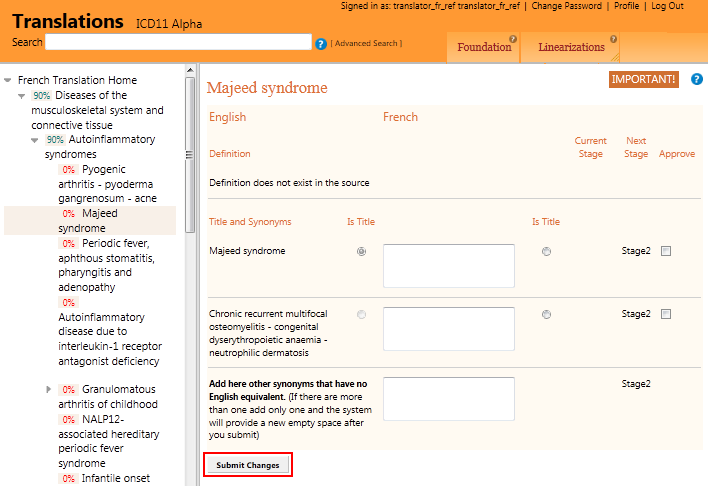 Signed in as: translator_fr_ref translator_fr_ref | Change Password | Profile | Log Out
Translations ICD11 Alpha
Search ? [ Advanced Search ]
Foundation ? Linearizations ?
French Translation Home
90% Diseases of the
musculoskeletal system and
connective tissue
90% Autoinflammatory
syndromes
0% Pyogenic
arthritis - pyoderma
gangrenosum - acne
0% Majeed
syndrome
0% Periodic fever,
aphthous stomatitis,
pharyngitis and
adenopathy
0%
Autoinflammatory
disease due to
interleukin-1 receptor
antagonist deficiency
0% Granulomatous
arthritis of childhood
0% NALP12-
associated hereditary
periodic fever
syndrome
0% Infantile onset
IMPORTANT! ?
Majeed syndrome
English French
Definition Current Stage Next Stage Approve
Definition does not exist in the source
Title and Synonyms Is Title Is Title
Majeed syndrome Stage2
Chronic recurrent multifocal Stage2
osteomyelitis - congenital
dyserythropoietic anaemia -
neutrophilic dermatosis
Add here other synonyms that have no Stage2
English equivalent. (If there are more
than one add only one and the system
will provide a new empty space after
you submit)
Submit Changes